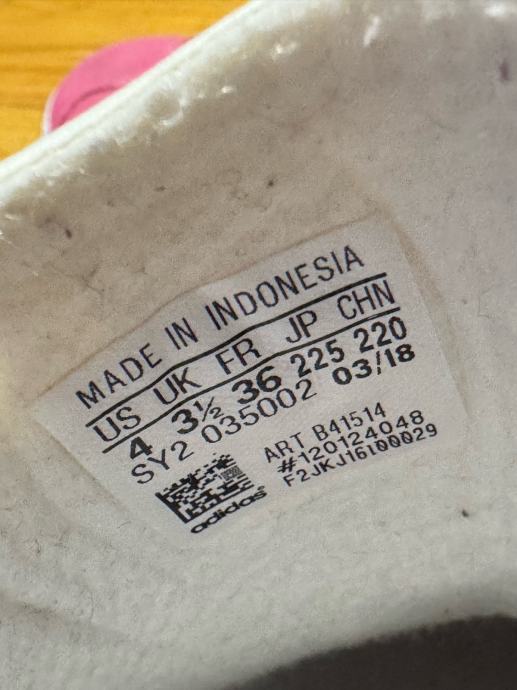 MADE IN INDONESIA
US UK FR JP CHN
4 3½ 36 225 220
SY2 035002 03/18
ART B41514
#120124048
F2JKJ16100029
adidas